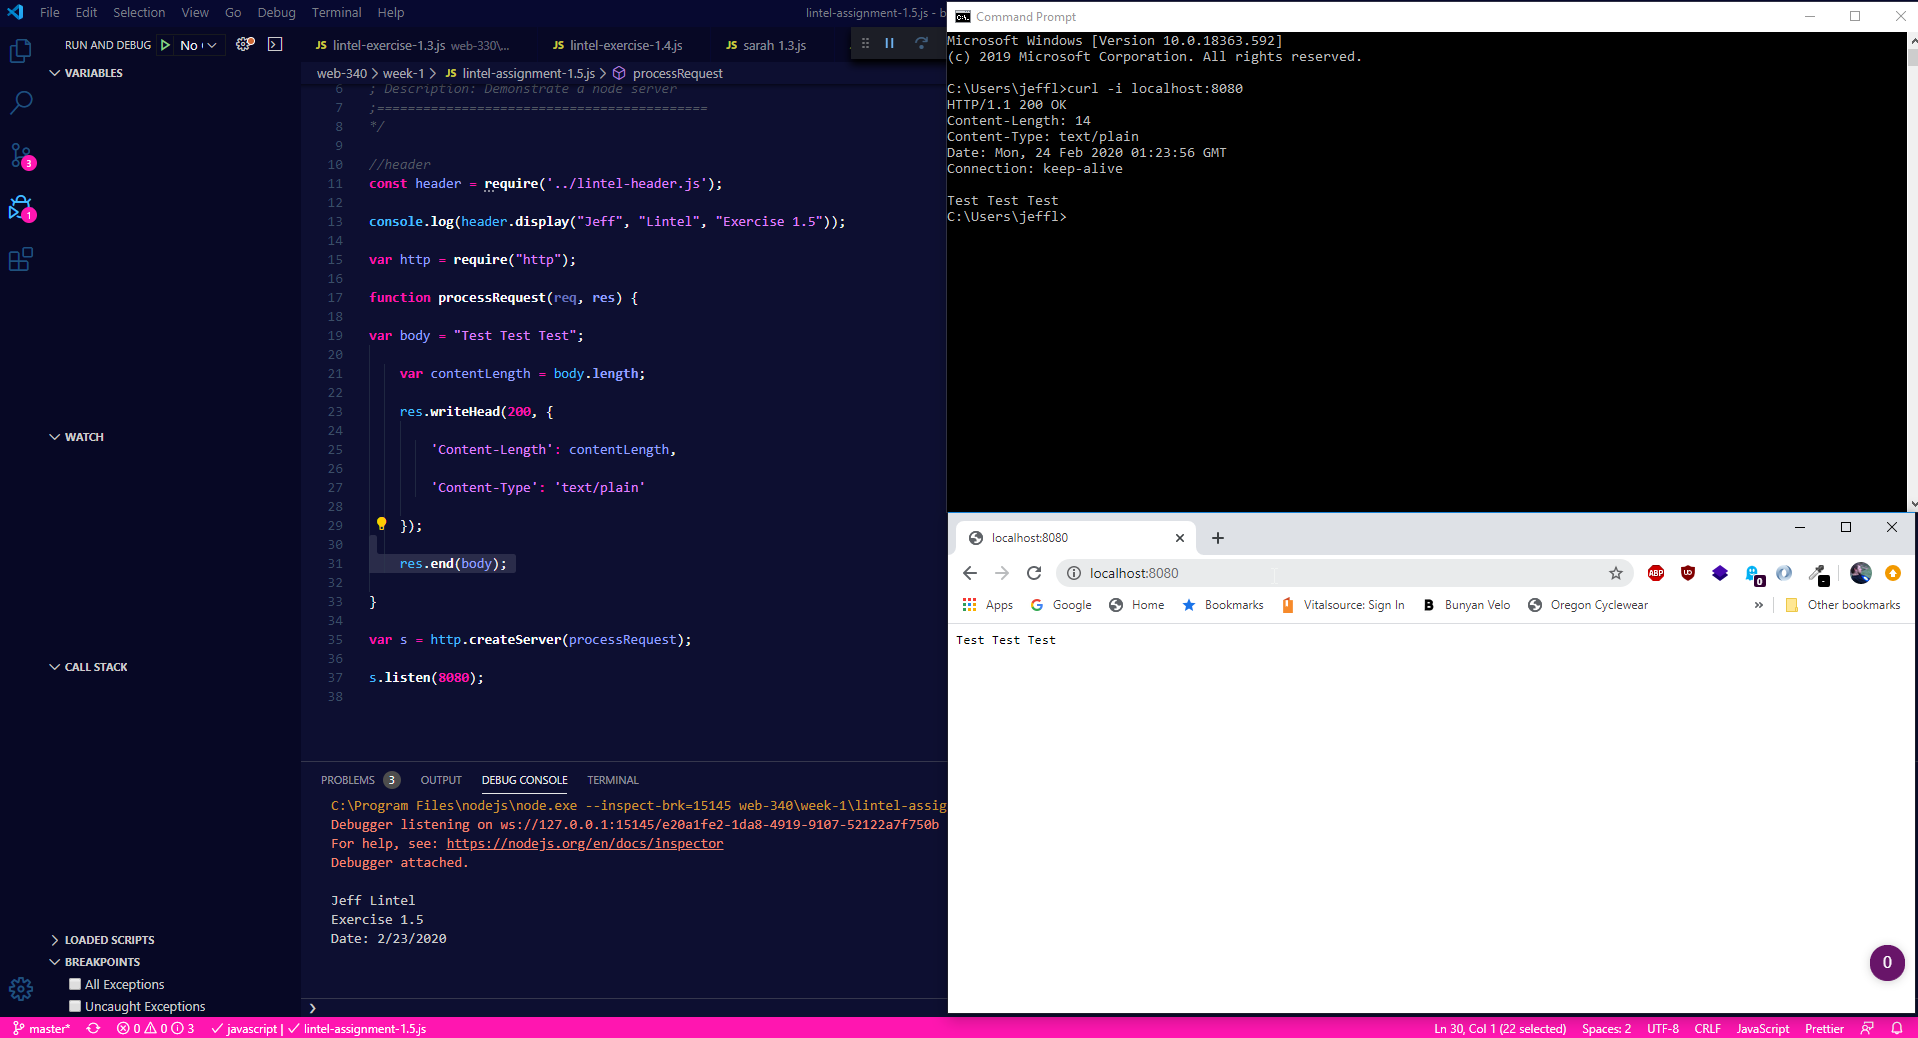 File Edit Selection View Go Debug Terminal Help
lintel-assignment-1.5.js - b
RUN AND DEBUG No
VARIABLES
WATCH
CALL STACK
LOADED SCRIPTS
BREAKPOINTS
All Exceptions
Uncaught Exceptions
3
1
JS lintel-exercise-1.3.js web-330\...
JS lintel-exercise-1.4.js
JS sarah 1.3.js
web-340 > week-1 > JS lintel-assignment-1.5.js > processRequest
6 ; Description: Demonstrate a node server
7 ;===========================================
8 */
9
10 //header
11 const header = require('../lintel-header.js');
12
13 console.log(header.display("Jeff", "Lintel", "Exercise 1.5"));
14
15 var http = require("http");
16
17 function processRequest(req, res) {
18
19 var body = "Test Test Test";
20
21 var contentLength = body.length;
22
23 res.writeHead(200, {
24
25 'Content-Length': contentLength,
26
27 'Content-Type': 'text/plain'
28
29 });
30
31 res.end(body);
32
33 }
34
35 var s = http.createServer(processRequest);
36
37 s.listen(8080);
38
PROBLEMS 3 OUTPUT DEBUG CONSOLE TERMINAL
C:\Program Files\nodejs\node.exe --inspect-brk=15145 web-340\week-1\lintel-assig
Debugger listening on ws://127.0.0.1:15145/e20a1fe2-1da8-4919-9107-52122a7f750b
For help, see: https://nodejs.org/en/docs/inspector
Debugger attached.
Jeff Lintel
Exercise 1.5
Date: 2/23/2020
Command Prompt
Microsoft Windows [Version 10.0.18363.592]
(c) 2019 Microsoft Corporation. All rights reserved.
C:\Users\jeffl>curl -i localhost:8080
HTTP/1.1 200 OK
Content-Length: 14
Content-Type: text/plain
Date: Mon, 24 Feb 2020 01:23:56 GMT
Connection: keep-alive
Test Test Test
C:\Users\jeffl>
localhost:8080
localhost:8080
ABP
0
Apps Google Home Bookmarks Vitalsource: Sign In B Bunyan Velo Oregon Cyclewear » Other bookmarks
Test Test Test
0
master* 0 0 3 javascript | lintel-assignment-1.5.js
Ln 30, Col 1 (22 selected) Spaces: 2 UTF-8 CRLF JavaScript Prettier